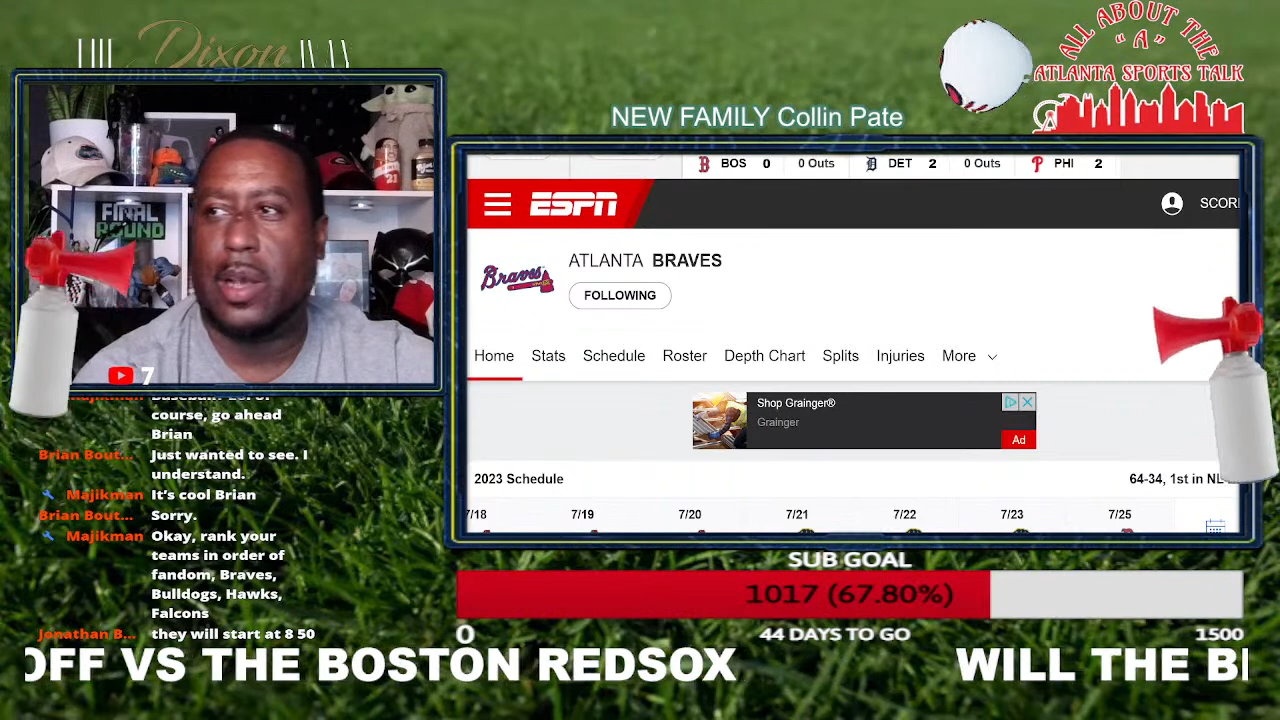 Dixon
ALL ABOUT THE
"A"
ATLANTA SPORTS TALK
NEW FAMILY Collin Pate
BOS 0 0 Outs DET 2 0 Outs PHI 2
ESPN
SCOR
ATLANTA BRAVES
Braves
FOLLOWING
Home Stats Schedule Roster Depth Chart Splits Injuries More
Shop Grainger®
Grainger
Ad
2023 Schedule 64-34, 1st in NL
7/18 7/19 7/20 7/21 7/22 7/23 7/25
FINAL
ROUND
21
7
course, go ahead
Brian
Brian Bout... Just wanted to see. I
understand.
Majikman It's cool Brian
Brian Bout... Sorry.
Majikman Okay, rank your
teams in order of
fandom, Braves,
Bulldogs, Hawks,
Falcons
Jonathan B... they will start at 8 50
SUB GOAL
1017 (67.80%)
0 44 DAYS TO GO 1500
OFF VS THE BOSTON REDSOX WILL THE B